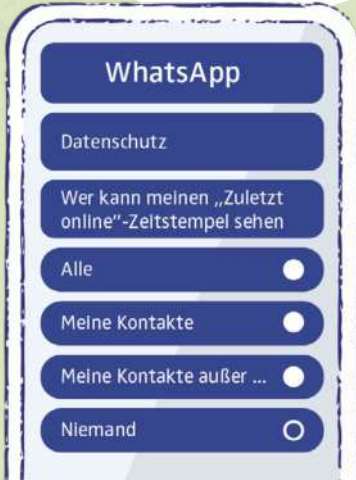 WhatsApp
Datenschutz
Wer kann meinen „Zuletzt
online“-Zeitstempel sehen
Alle
Meine Kontakte
Meine Kontakte außer ...
Niemand